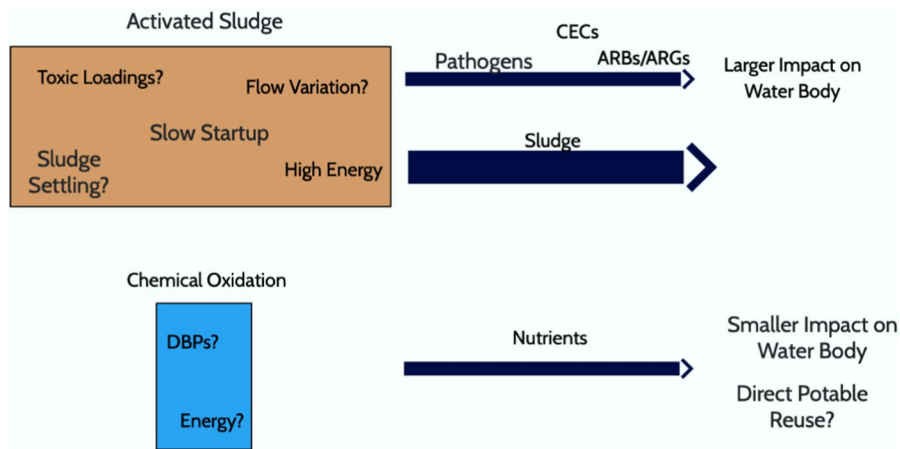 Activated Sludge
Toxic Loadings?
Flow Variation?
Slow Startup
Sludge
Settling?
High Energy
CECs
Pathogens
ARBs/ARGs
Sludge
Larger Impact on
Water Body
Chemical Oxidation
DBPs?
Energy?
Nutrients
Smaller Impact on
Water Body
Direct Potable
Reuse?